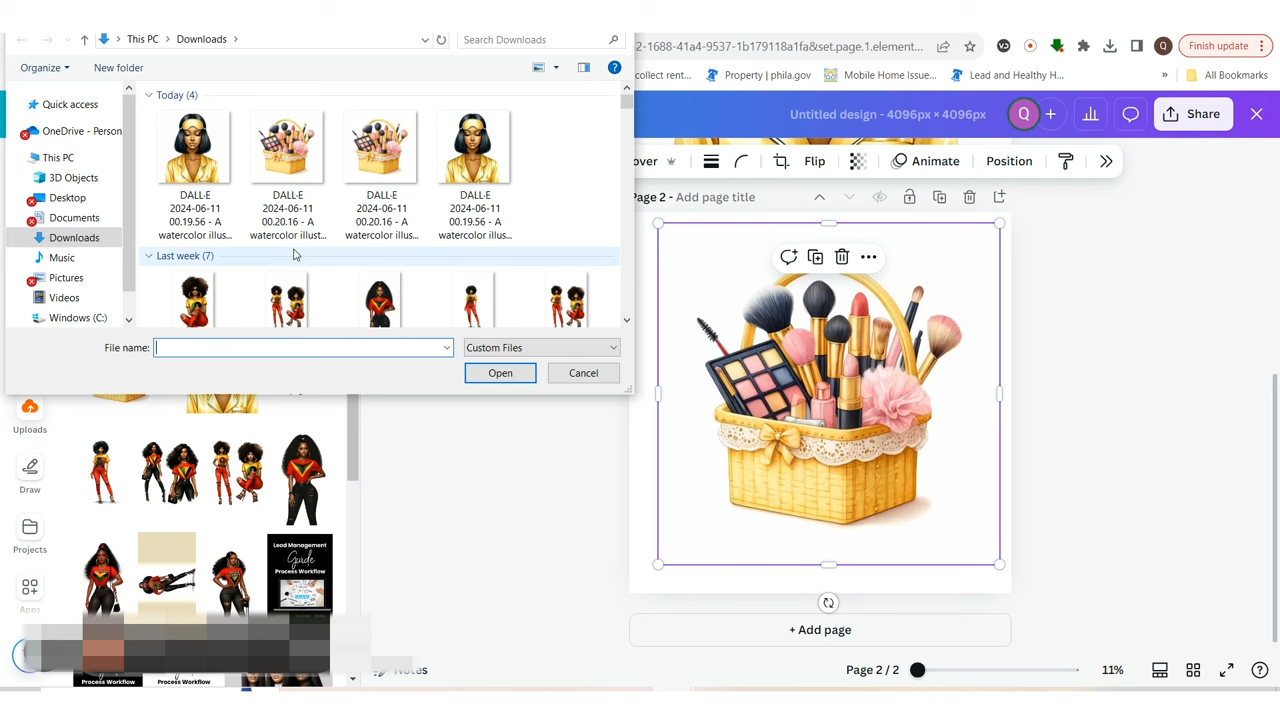 This PC
Downloads
Search Downloads
Organize
New folder
?
Quick access
OneDrive - Person
This PC
3D Objects
Desktop
Documents
Downloads
Music
Pictures
Videos
Windows (C:)
Today (4)
DALL·E
2024-06-11
00.19.56 - A
watercolor illus...
DALL·E
2024-06-11
00.20.16 - A
watercolor illust...
DALL·E
2024-06-11
00.20.16 - A
watercolor illus...
DALL·E
2024-06-11
00.19.56 - A
watercolor illus...
Last week (7)
File name:
Custom Files
Open
Cancel
2-1688-41a4-9537-1b179118a1fa&set.page.1.element...
Q
Finish update
collect rent...
Property | phila.gov
Mobile Home Issue...
Lead and Healthy H...
»
All Bookmarks
Untitled design - 4096px × 4096px
Q
Share
over
Flip
Animate
Position
Page 2 - Add page title
Uploads
Draw
Projects
Apps
Lead Management
Guide
Process Workflow
Process Workflow
Process Workflow
+ Add page
Notes
Page 2 / 2
11%
?